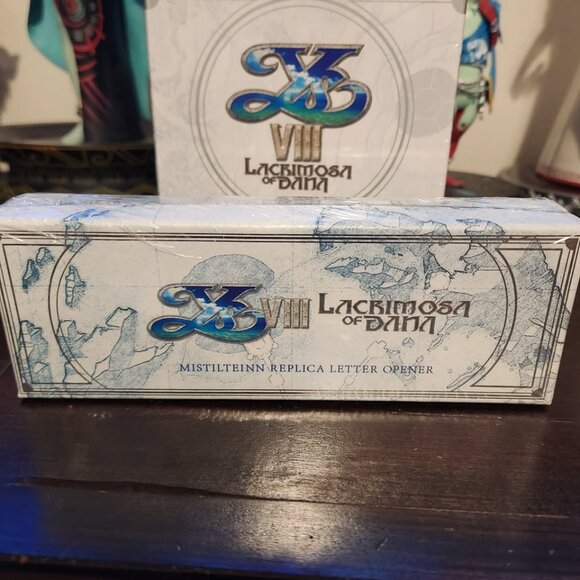 Ys
VIII
LACRIMOSA
OF DANA
Ys VIII LACRIMOSA
OF DANA
MISTILTEINN REPLICA LETTER OPENER